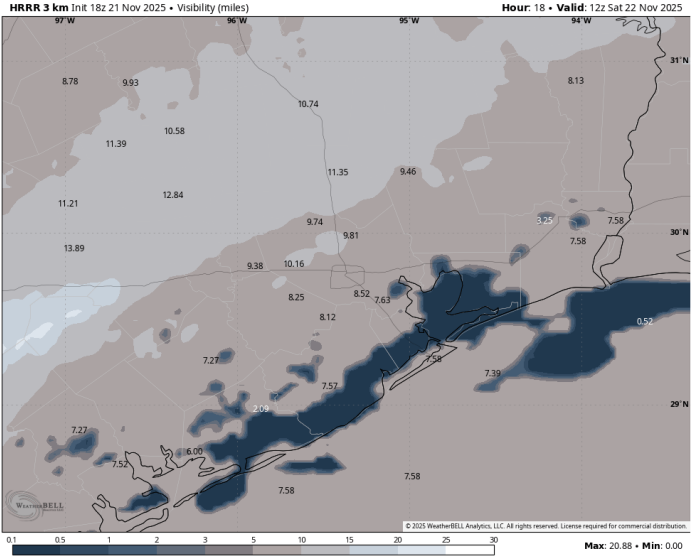 HRRR 3 km Init 18z 21 Nov 2025 • Visibility (miles)
Hour: 18 • Valid: 12z Sat 22 Nov 2025
97°W 96°W 95°W 94°W
31°N
8.78 9.93 8.13
10.74
10.58
11.39
11.35 9.46
12.84
11.21
9.74 3.25 7.58
30°N
9.81 7.58
13.89
9.38 10.16
8.25 8.52 7.63
8.12 0.52
7.27 7.58
7.57 7.39
2.09 29°N
7.27
6.00
7.52
7.58 7.58
WEATHERBELL
© 2025 WeatherBELL Analytics, LLC. All rights reserved. License required for commercial distribution.
0.1 0.5 1 2 3 5 10 15 20 25 30
Max: 20.88 • Min: 0.00